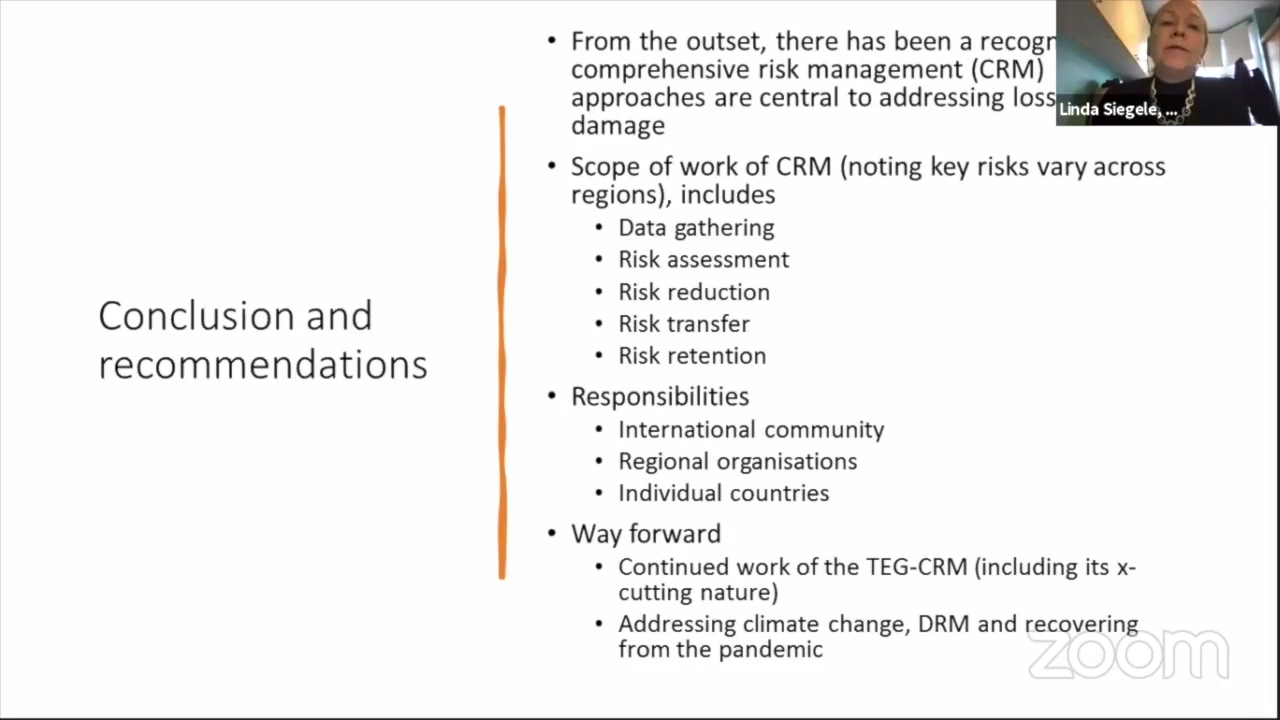 • From the outset, there has been a
comprehensive risk management (CRM)
approaches are central to addressing loss
damage
• Scope of work of CRM (noting key risks vary across
regions), includes
• Data gathering
• Risk assessment
• Risk reduction
• Risk transfer
• Risk retention
• Responsibilities
• International community
• Regional organisations
• Individual countries
• Way forward
• Continued work of the TEG-CRM (including its x-
cutting nature)
• Addressing climate change, DRM and recovering
from the pandemic
Conclusion and
recommendations
Linda Siegele, ...
zoom